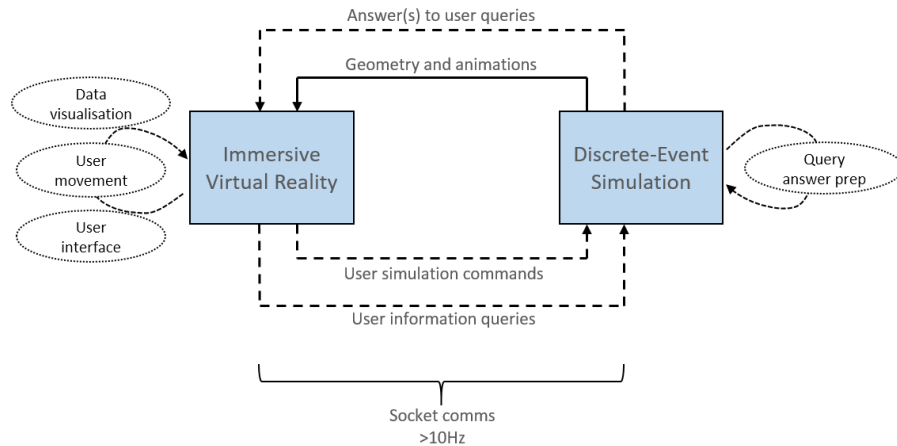 Answer(s) to user queries
Geometry and animations
Data
visualisation
User
movement
User
interface
Immersive
Virtual Reality
Discrete-Event
Simulation
Query
answer prep
User simulation commands
User information queries
Socket comms
>10Hz